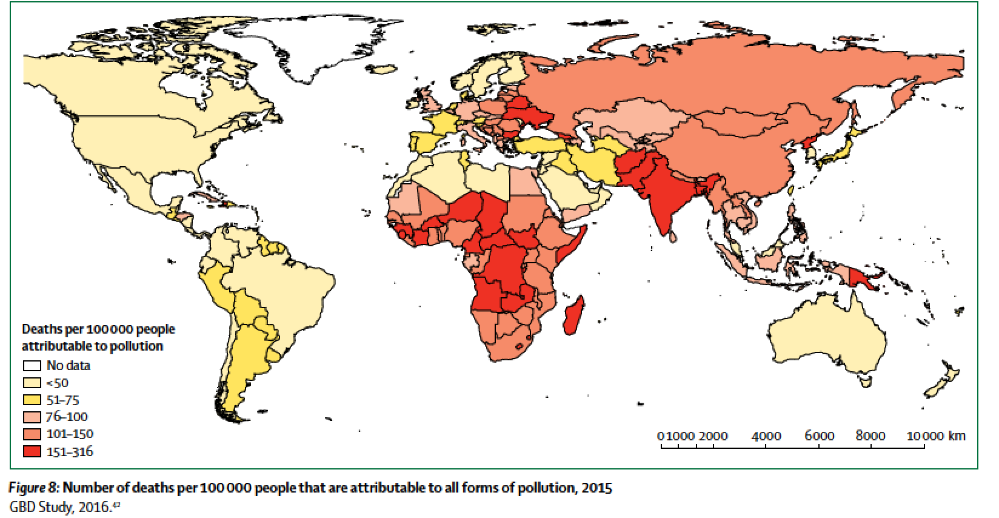 Deaths per 100 000 people
attributable to pollution
No data
<50
51–75
76–100
101–150
151–316
0 1000 2000 4000 6000 8000 10 000 km
Figure 8: Number of deaths per 100 000 people that are attributable to all forms of pollution, 2015
GBD Study, 2016.⁴²